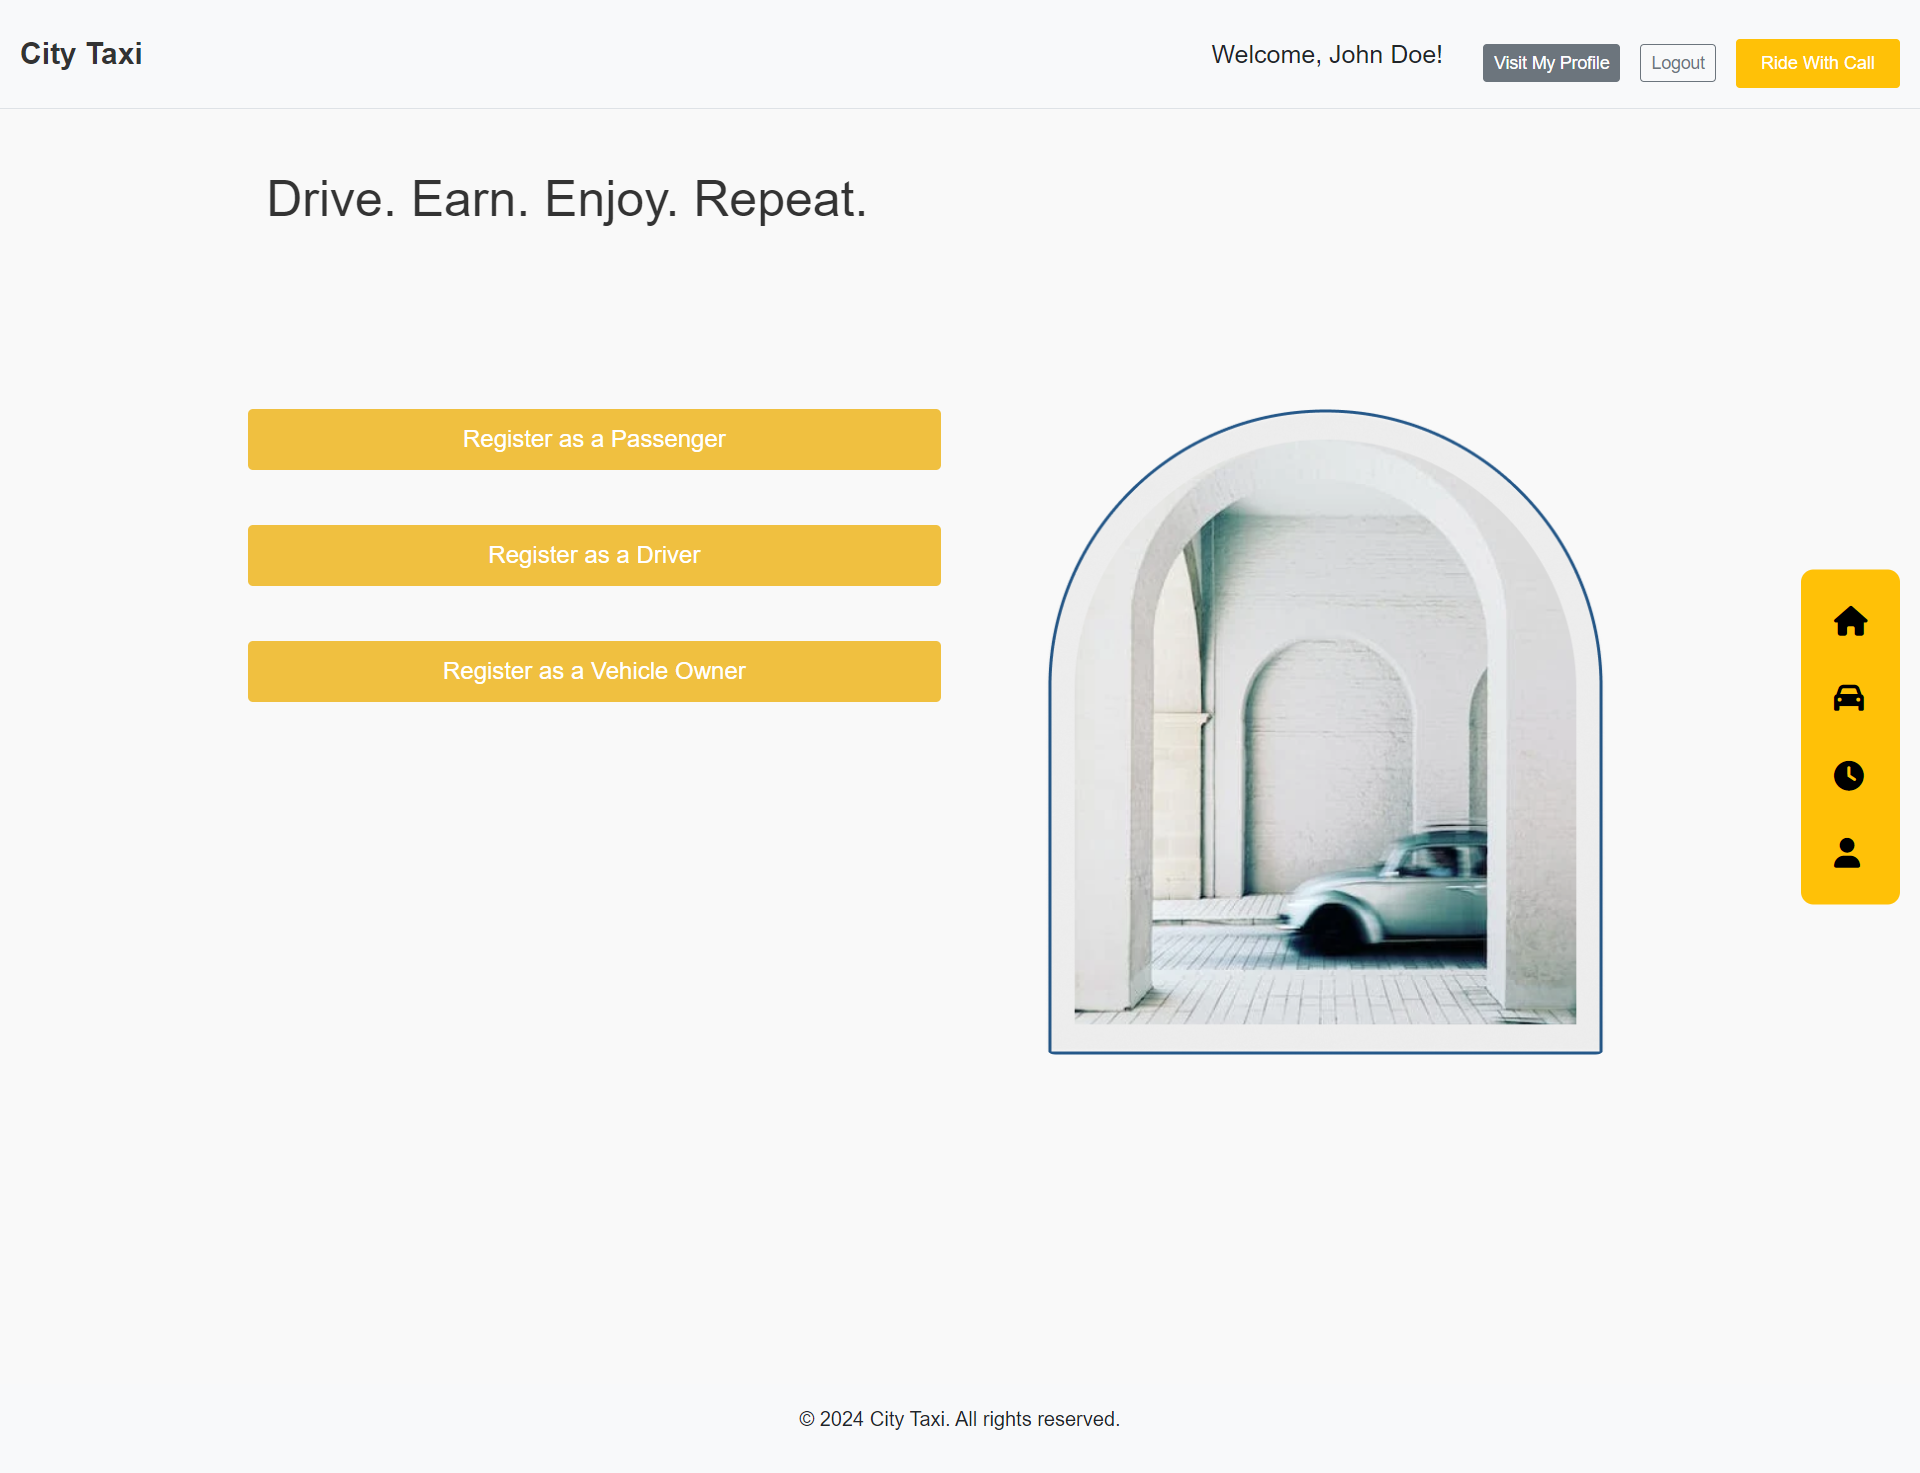 City Taxi
Welcome, John Doe!
Visit My Profile
Logout
Ride With Call
Drive. Earn. Enjoy. Repeat.
Register as a Passenger
Register as a Driver
Register as a Vehicle Owner
© 2024 City Taxi. All rights reserved.